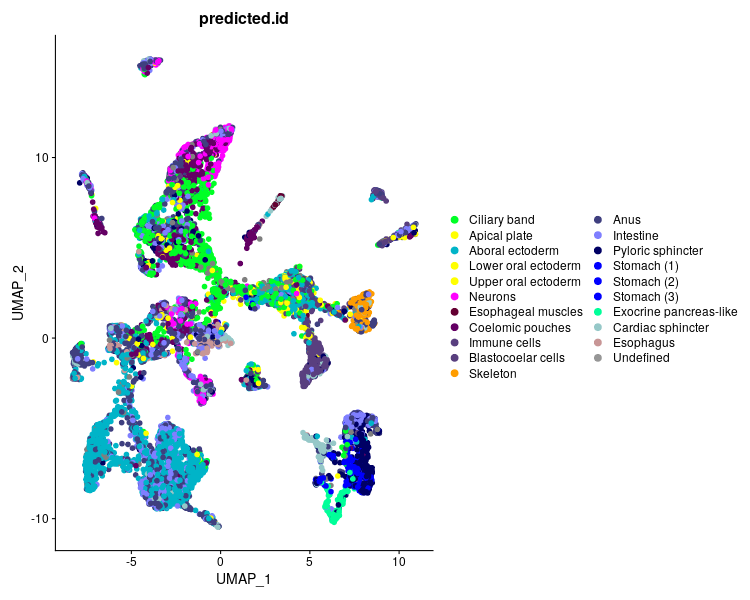 predicted.id
UMAP_2
10
0
-10
-5
0
5
10
UMAP_1
Ciliary band
Apical plate
Aboral ectoderm
Lower oral ectoderm
Upper oral ectoderm
Neurons
Esophageal muscles
Coelomic pouches
Immune cells
Blastocoelar cells
Skeleton
Anus
Intestine
Pyloric sphincter
Stomach (1)
Stomach (2)
Stomach (3)
Exocrine pancreas-like
Cardiac sphincter
Esophagus
Undefined